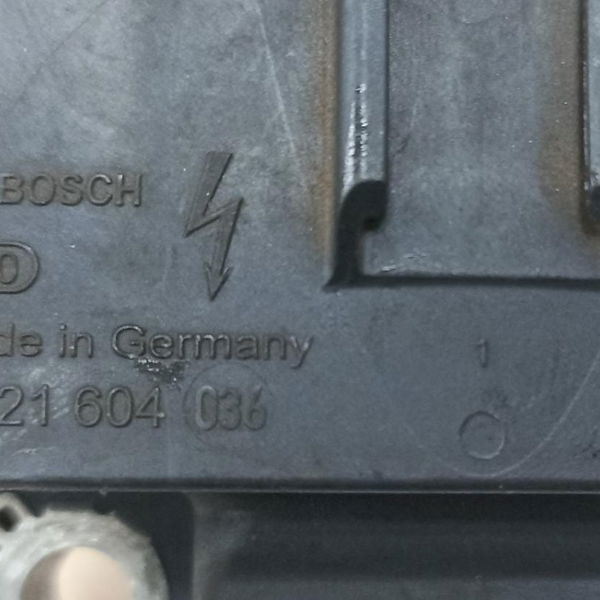 BOSCH
de in Germany
1
21 604 036